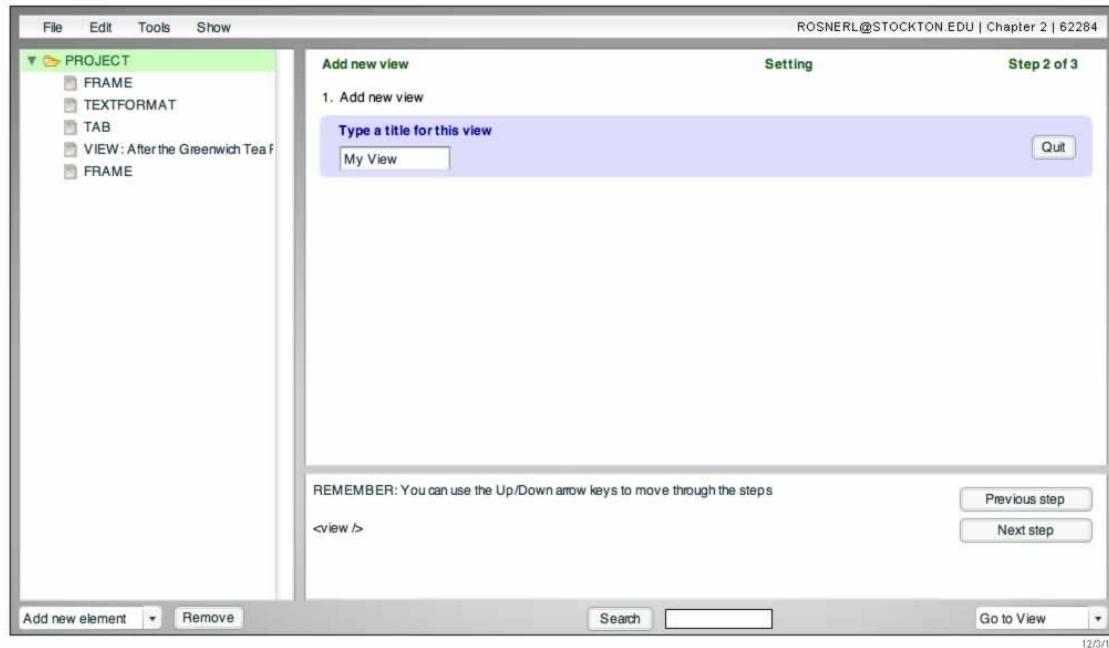 File Edit Tools Show ROSNERL@STOCKTON.EDU | Chapter 2 | 62284
PROJECT
FRAME
TEXTFORMAT
TAB
VIEW: After the Greenwich Tea
FRAME
Add new view Setting Step 2 of 3
1. Add new view
Type a title for this view
My View
Quit
REMEMBER: You can use the Up/Down arrow keys to move through the steps
Previous step
<view />
Next step
Add new element Remove Search Go to View
12/3/1